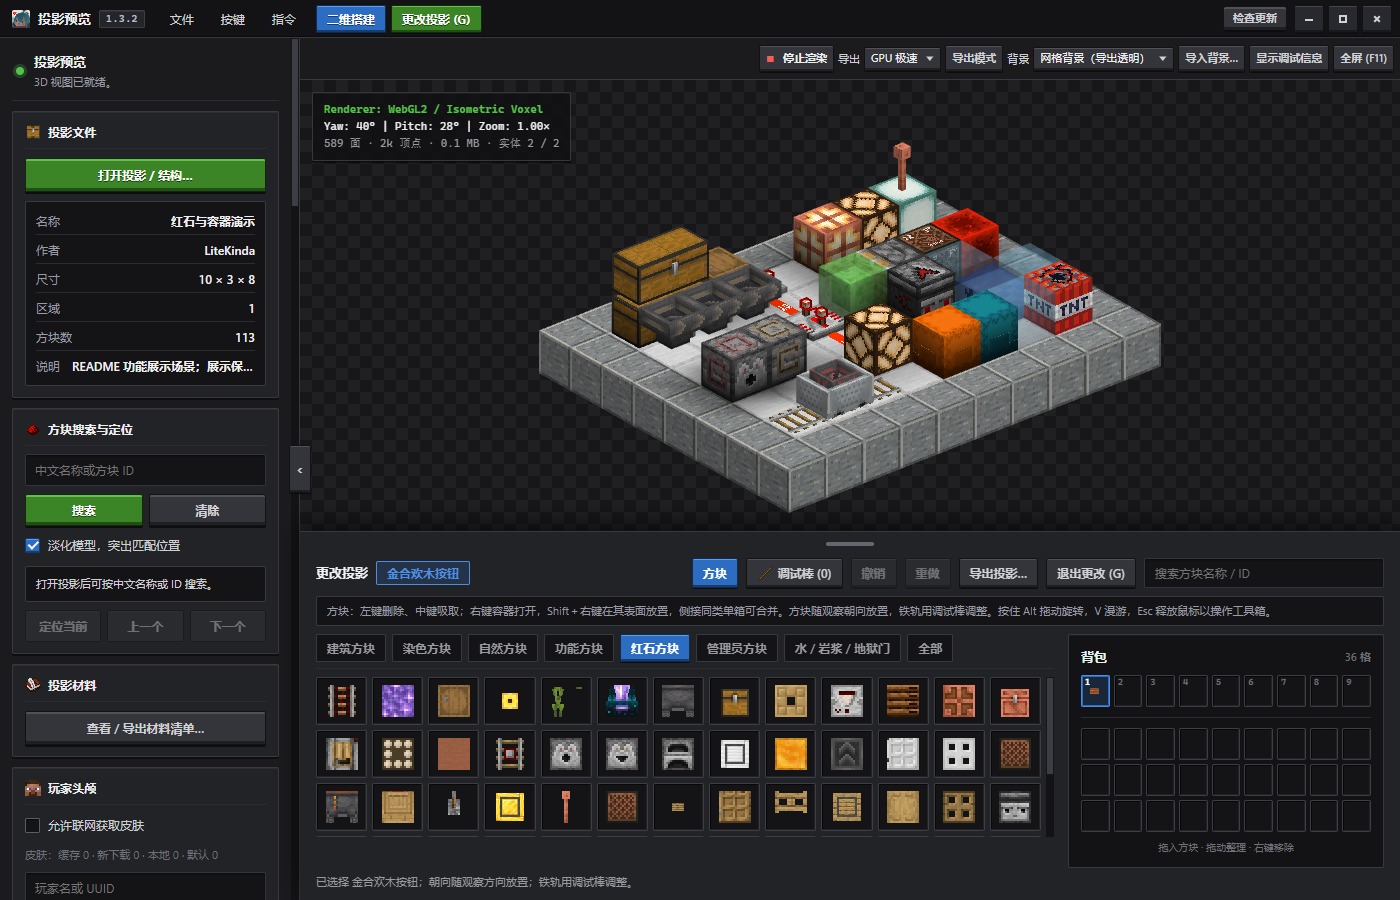 投影预览 1.3.2 文件 按键 指令 二维搭建 更改投影 (G) 检查更新
投影预览
3D 视图已就绪。
停止渲染 导出 GPU 极速 导出模式 背景 网格背景（导出透明） 导入背景... 显示调试信息 全屏 (F11)
Renderer: WebGL2 / Isometric Voxel
Yaw: 40° | Pitch: 28° | Zoom: 1.00×
589 面 · 2k 顶点 · 0.1 MB · 实体 2 / 2
TNT TNT
投影文件
打开投影 / 结构...
名称 红石与容器演示
作者 LiteKinda
尺寸 10 × 3 × 8
区域 1
方块数 113
说明 README 功能展示场景；展示保...
方块搜索与定位
中文名称或方块 ID
搜索 清除
淡化模型，突出匹配位置
打开投影后可按中文名称或 ID 搜索。
定位当前 上一个 下一个
投影材料
查看 / 导出材料清单...
玩家头颅
允许联网获取皮肤
皮肤：缓存 0 · 新下载 0 · 本地 0 · 默认 0
玩家名或 UUID
更改投影 金合欢木按钮 方块 调试棒 (0) 撤销 重做 导出投影... 退出更改 (G) 搜索方块名称 / ID
方块：左键删除、中键吸取；右键容器打开，Shift + 右键在其表面放置，侧接同类单箱可合并。方块随观察朝向放置，铁轨用调试棒调整。按住 Alt 拖动旋转，V 漫游，Esc 释放鼠标以操作工具箱。
建筑方块 染色方块 自然方块 功能方块 红石方块 管理员方块 水 / 岩浆 / 地狱门 全部
背包 36 格
1 2 3 4 5 6 7 8 9
拖入方块 · 拖动整理 · 右键移除
已选择 金合欢木按钮；朝向随观察方向放置；铁轨用调试棒调整。